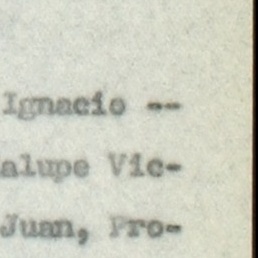 Ignacio --
alupe Vic-
Juan, Pro-